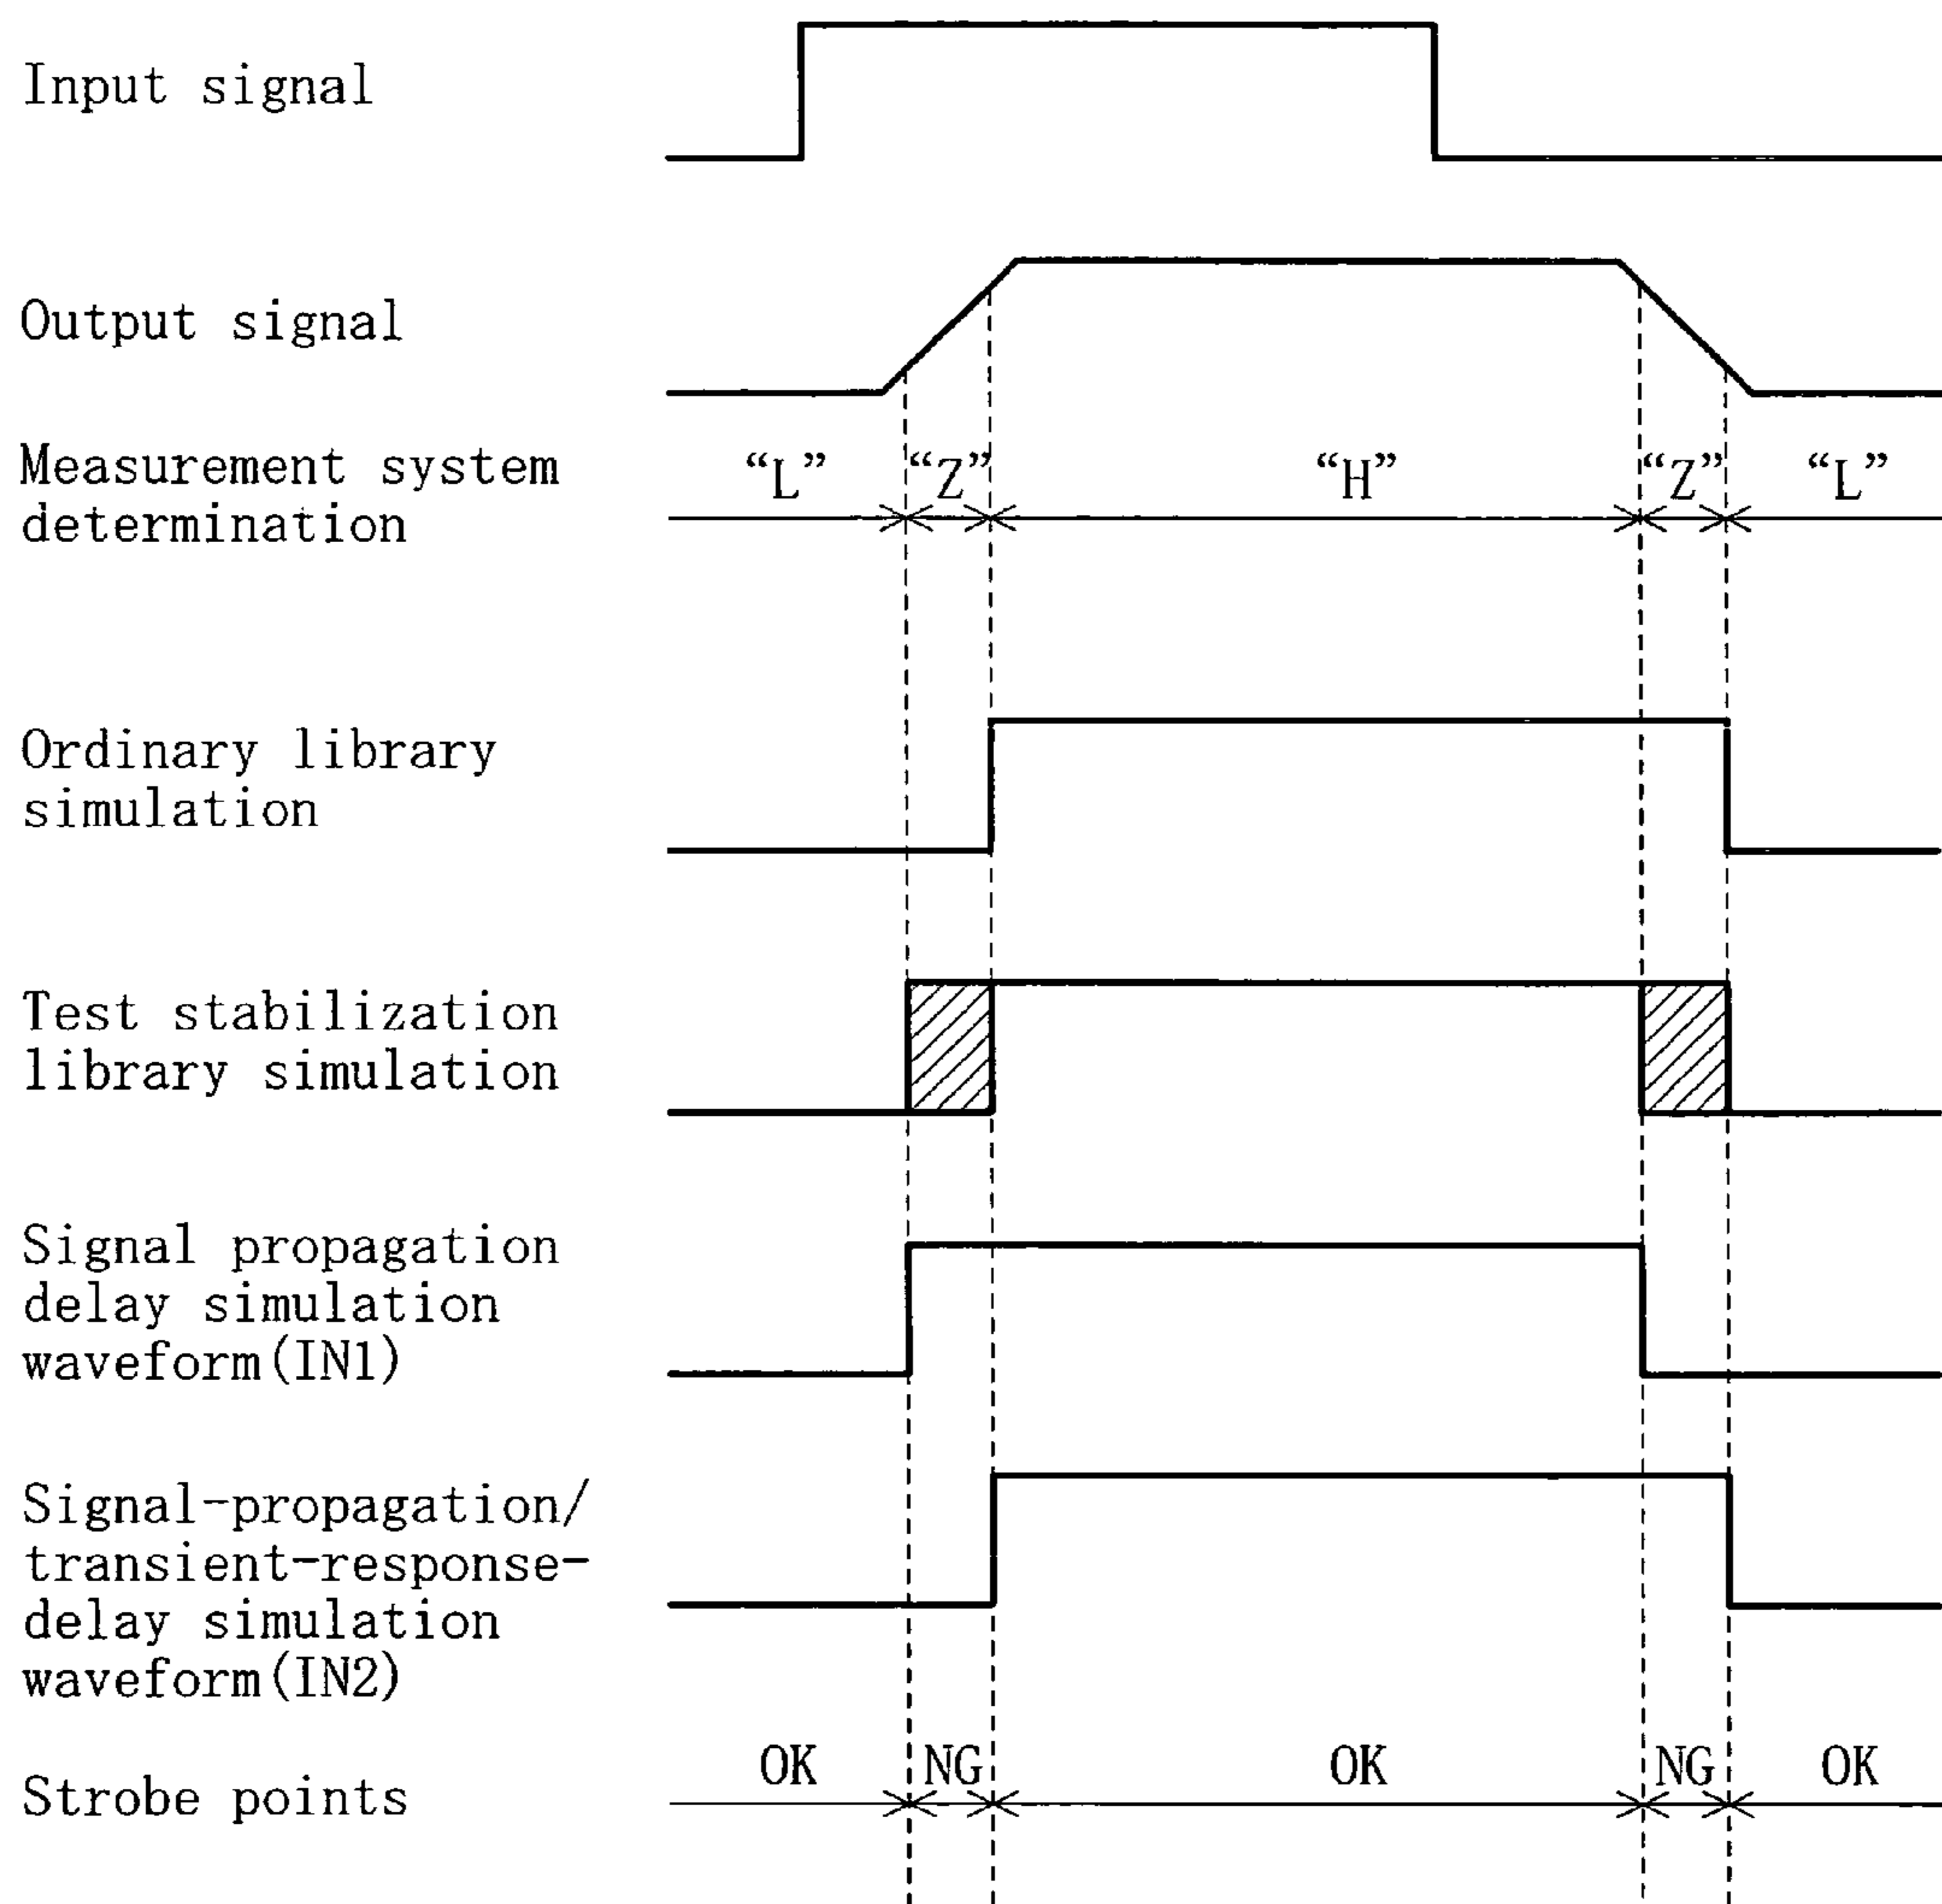 Input signal
Output signal
Measurement system
determination
“L” “Z” “H” “Z” “L”
Ordinary library
simulation
Test stabilization
library simulation
Signal propagation
delay simulation
waveform(IN1)
Signal-propagation/
transient-response-
delay simulation
waveform(IN2)
OK NG OK NG OK
Strobe points